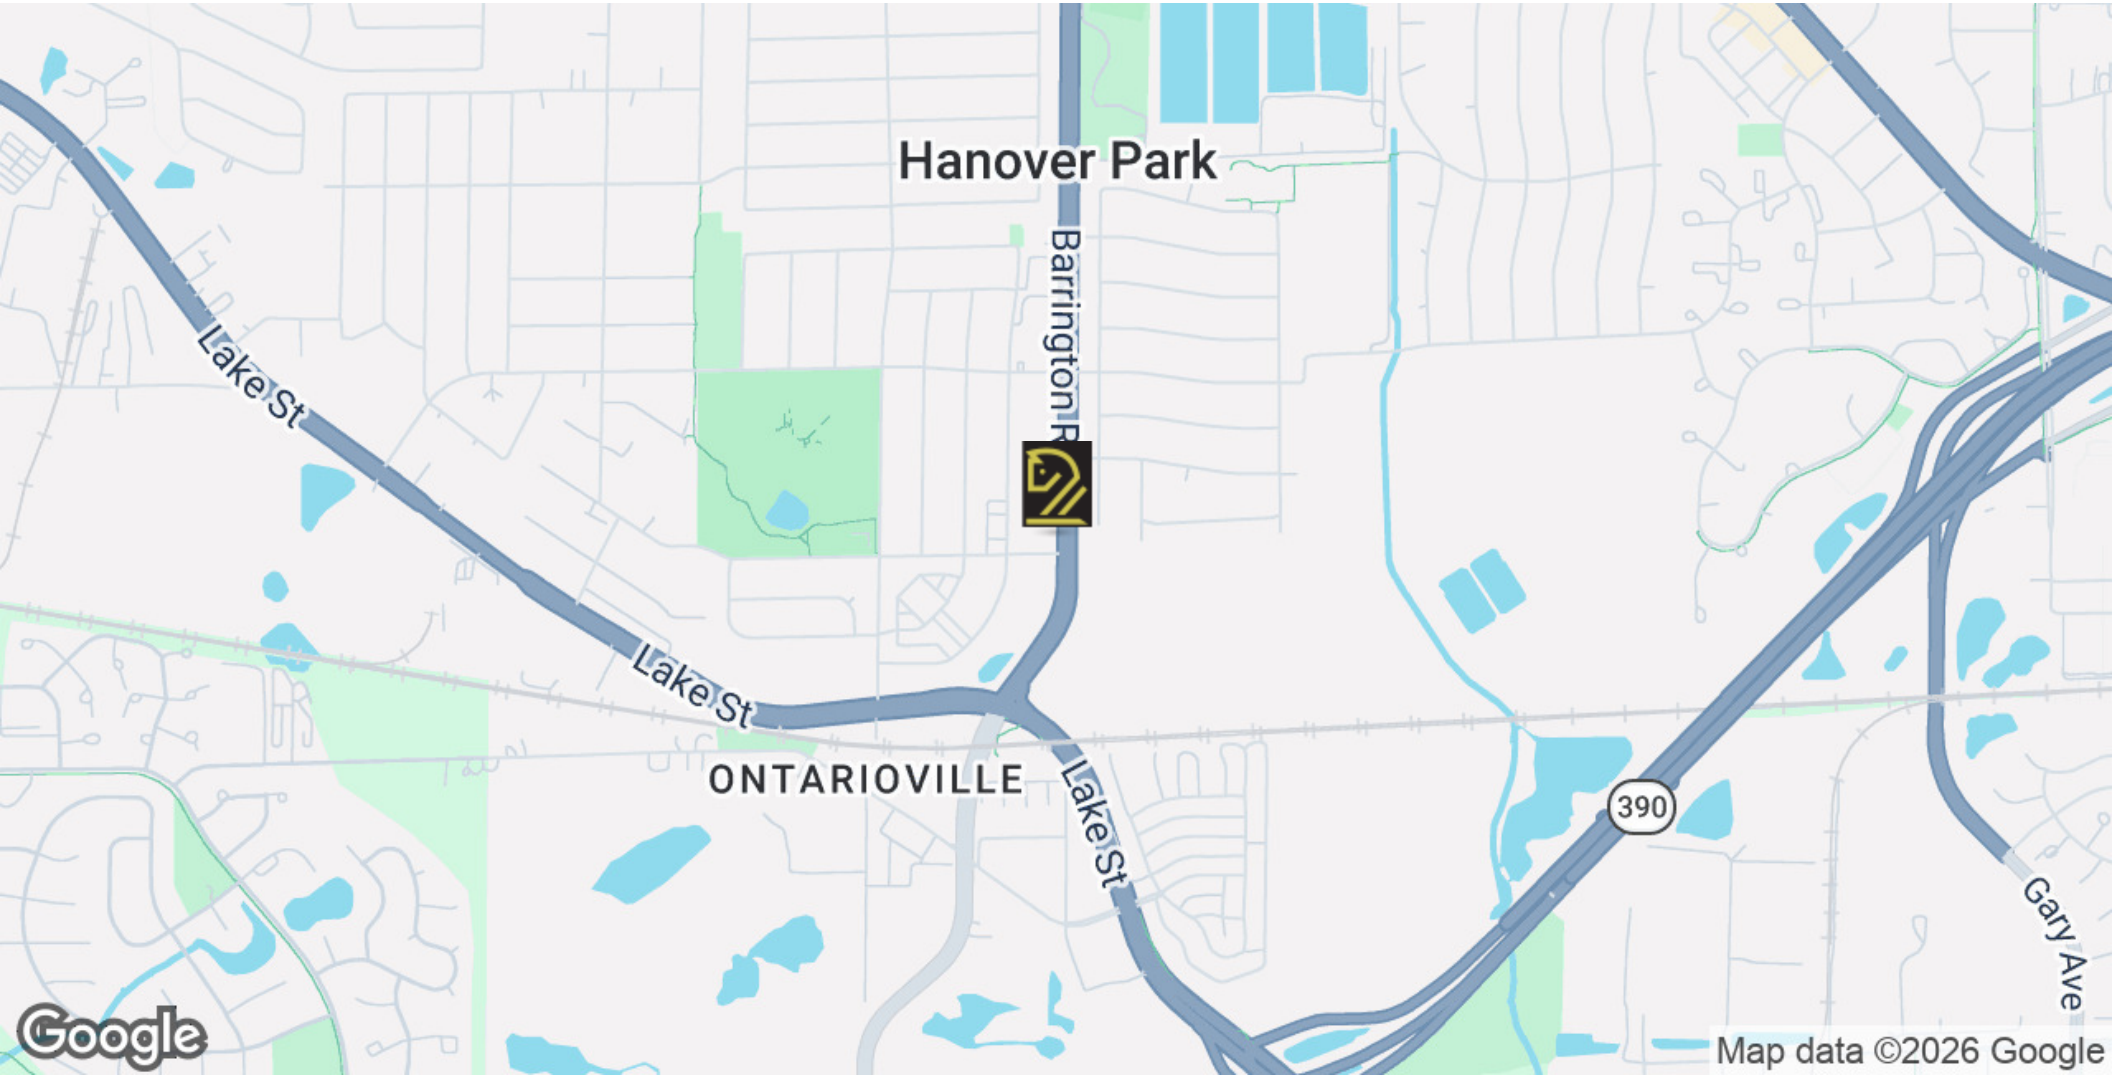 Hanover Park
Barrington R
Lake St
Lake St
ONTARIOVILLE
Lake St
390
Gary Ave
Google
Map data ©2026 Google